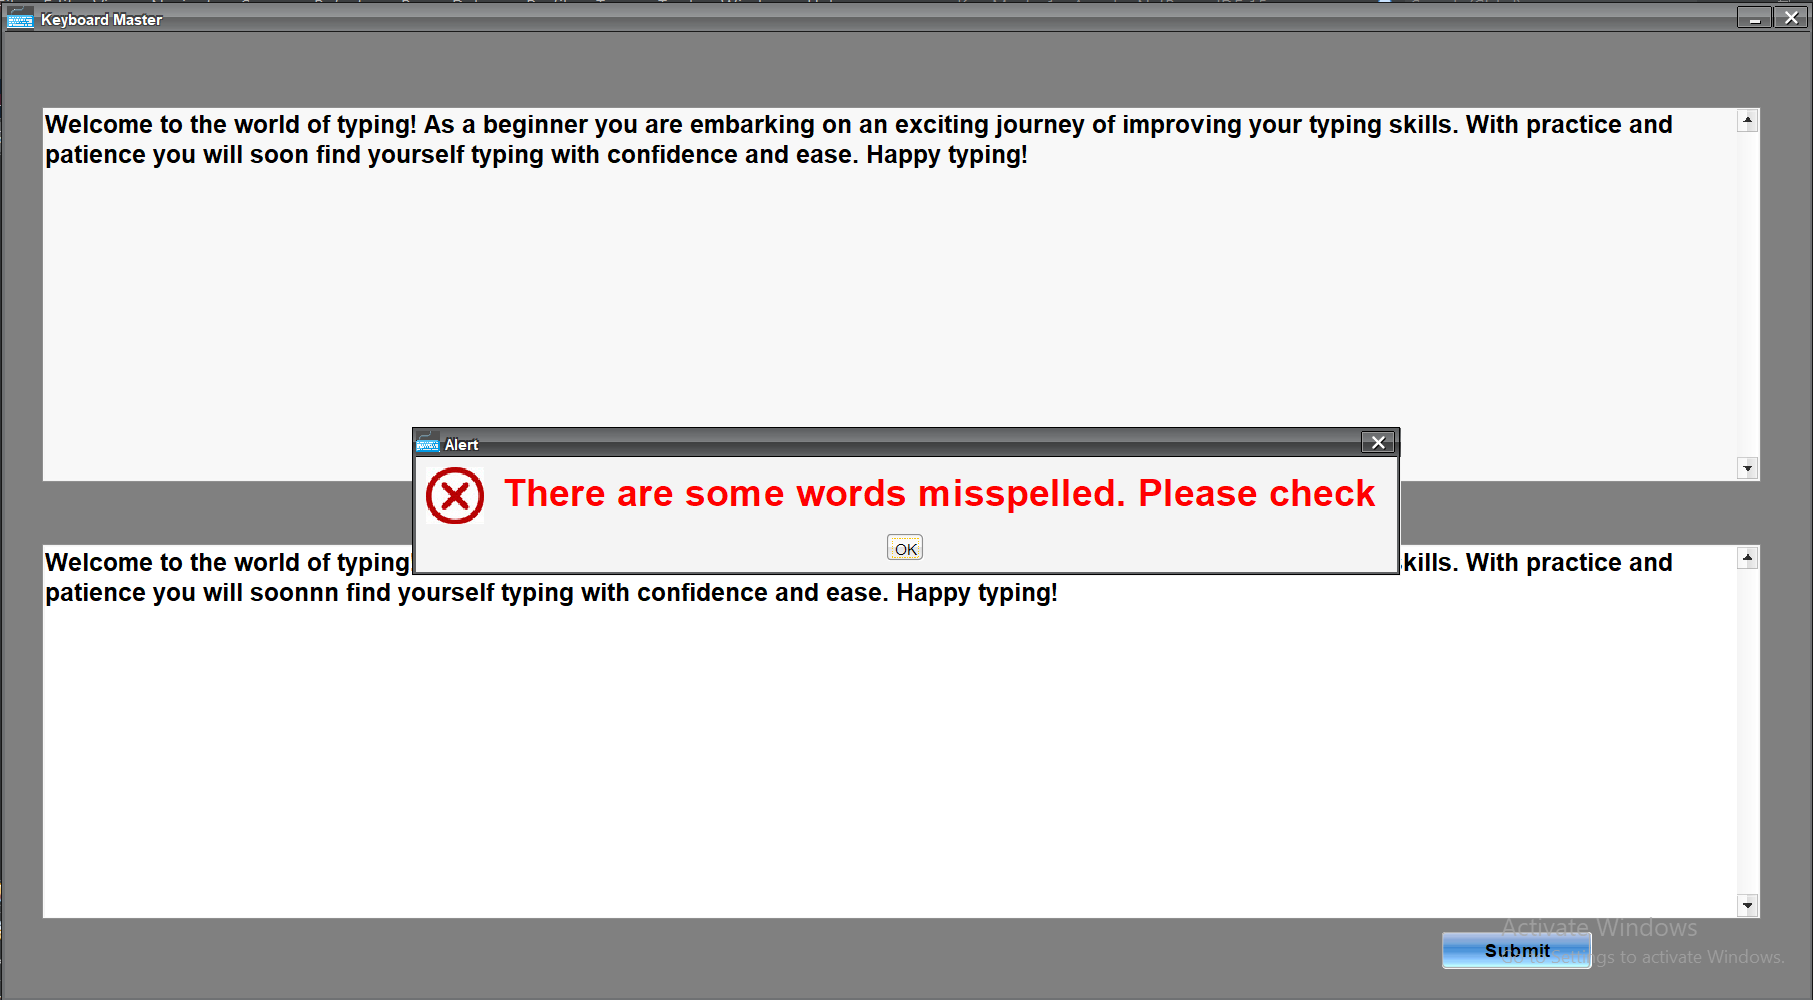 Keyboard Master
Welcome to the world of typing! As a beginner you are embarking on an exciting journey of improving your typing skills. With practice and
patience you will soon find yourself typing with confidence and ease. Happy typing!
Alert
There are some words misspelled. Please check
OK
Welcome to the world of typing! kills. With practice and
patience you will soonnn find yourself typing with confidence and ease. Happy typing!
Activate Windows
Submit
Go to Settings to activate Windows.